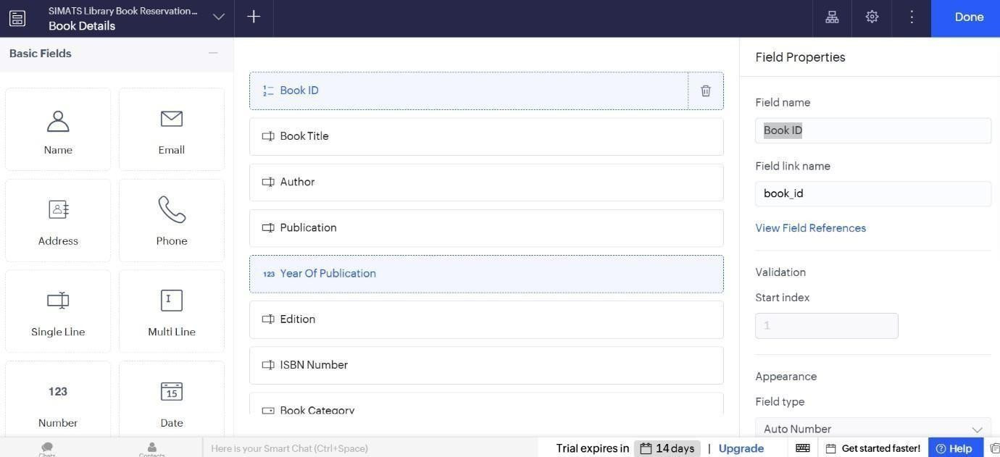 SIMATS Library Book Reservation...
Book Details
Done
Basic Fields
Name
Email
Address
Phone
Single Line
Multi Line
123
Number
15
Date
Book ID
Book Title
Author
Publication
123 Year Of Publication
Edition
ISBN Number
Book Category
Field Properties
Field name
Book ID
Field link name
book_id
View Field References
Validation
Start index
1
Appearance
Field type
Auto Number
Chats
Contacts
Here is your Smart Chat (Ctrl+Space)
Trial expires in 14 days | Upgrade
Get started faster!
Help